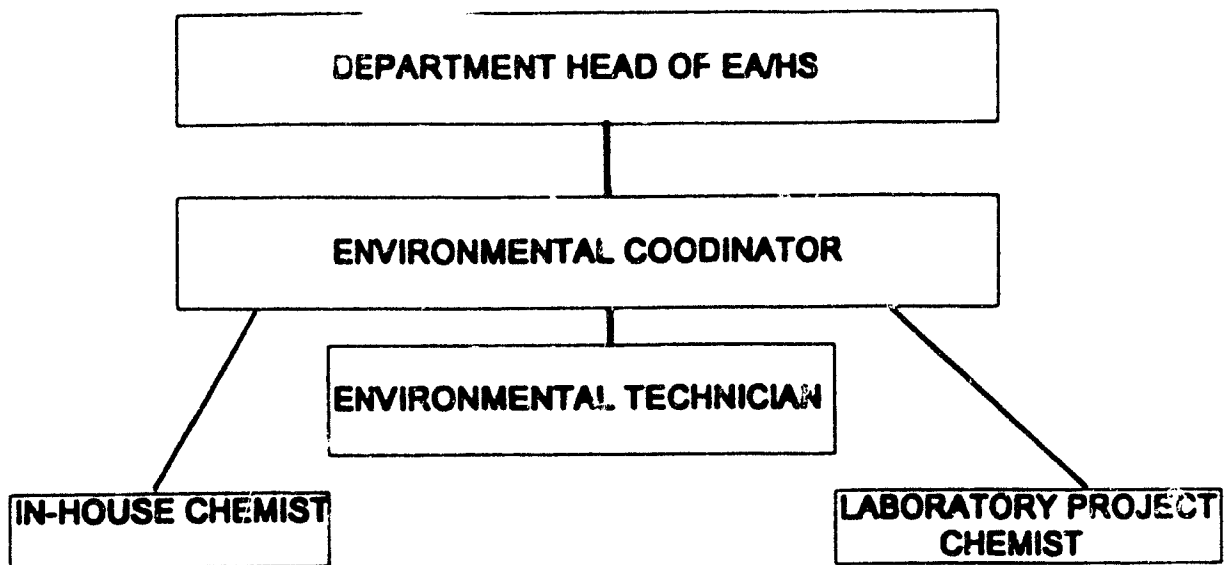 DEPARTMENT HEAD OF EA/HS
ENVIRONMENTAL COODINATOR
ENVIRONMENTAL TECHNICIAN
IN-HOUSE CHEMIST
LABORATORY PROJECT
CHEMIST